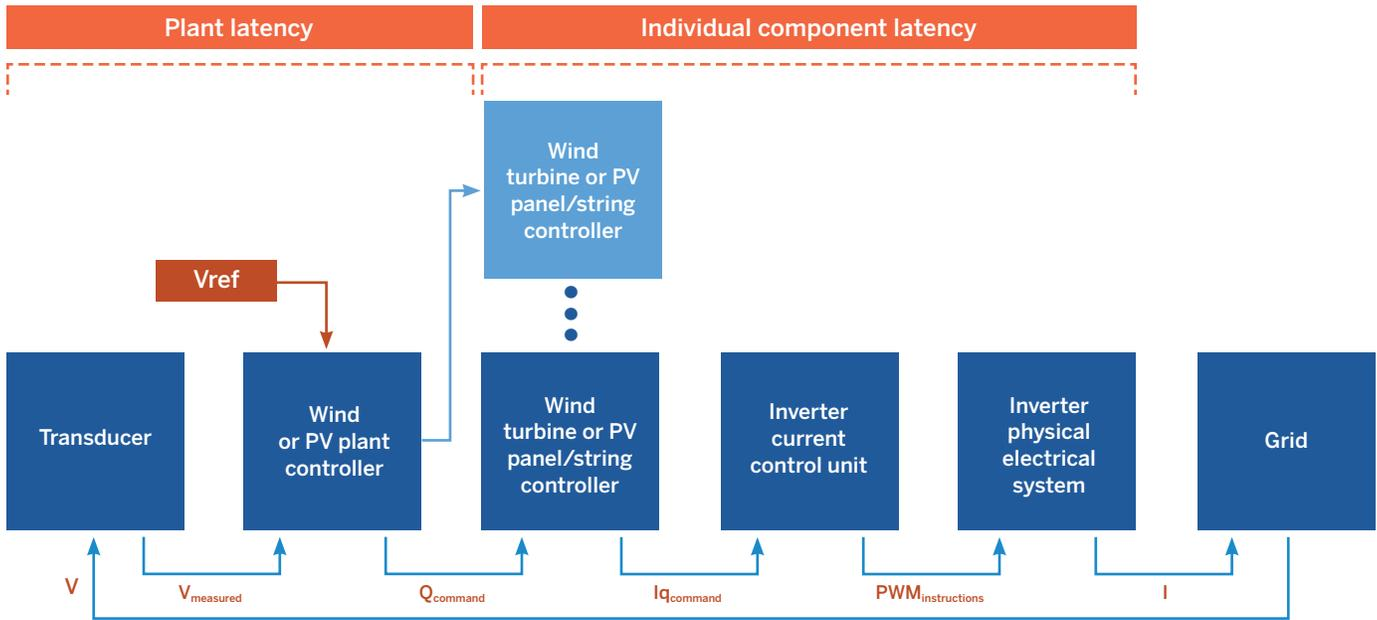 Plant latency
Individual component latency
Wind
turbine or PV
panel/string
controller
Vref
Transducer
Wind
or PV plant
controller
Wind
turbine or PV
panel/string
controller
Inverter
current
control unit
Inverter
physical
electrical
system
Grid
V
Vmeasured
Qcommand
Iqcommand
PWMinstructions
I